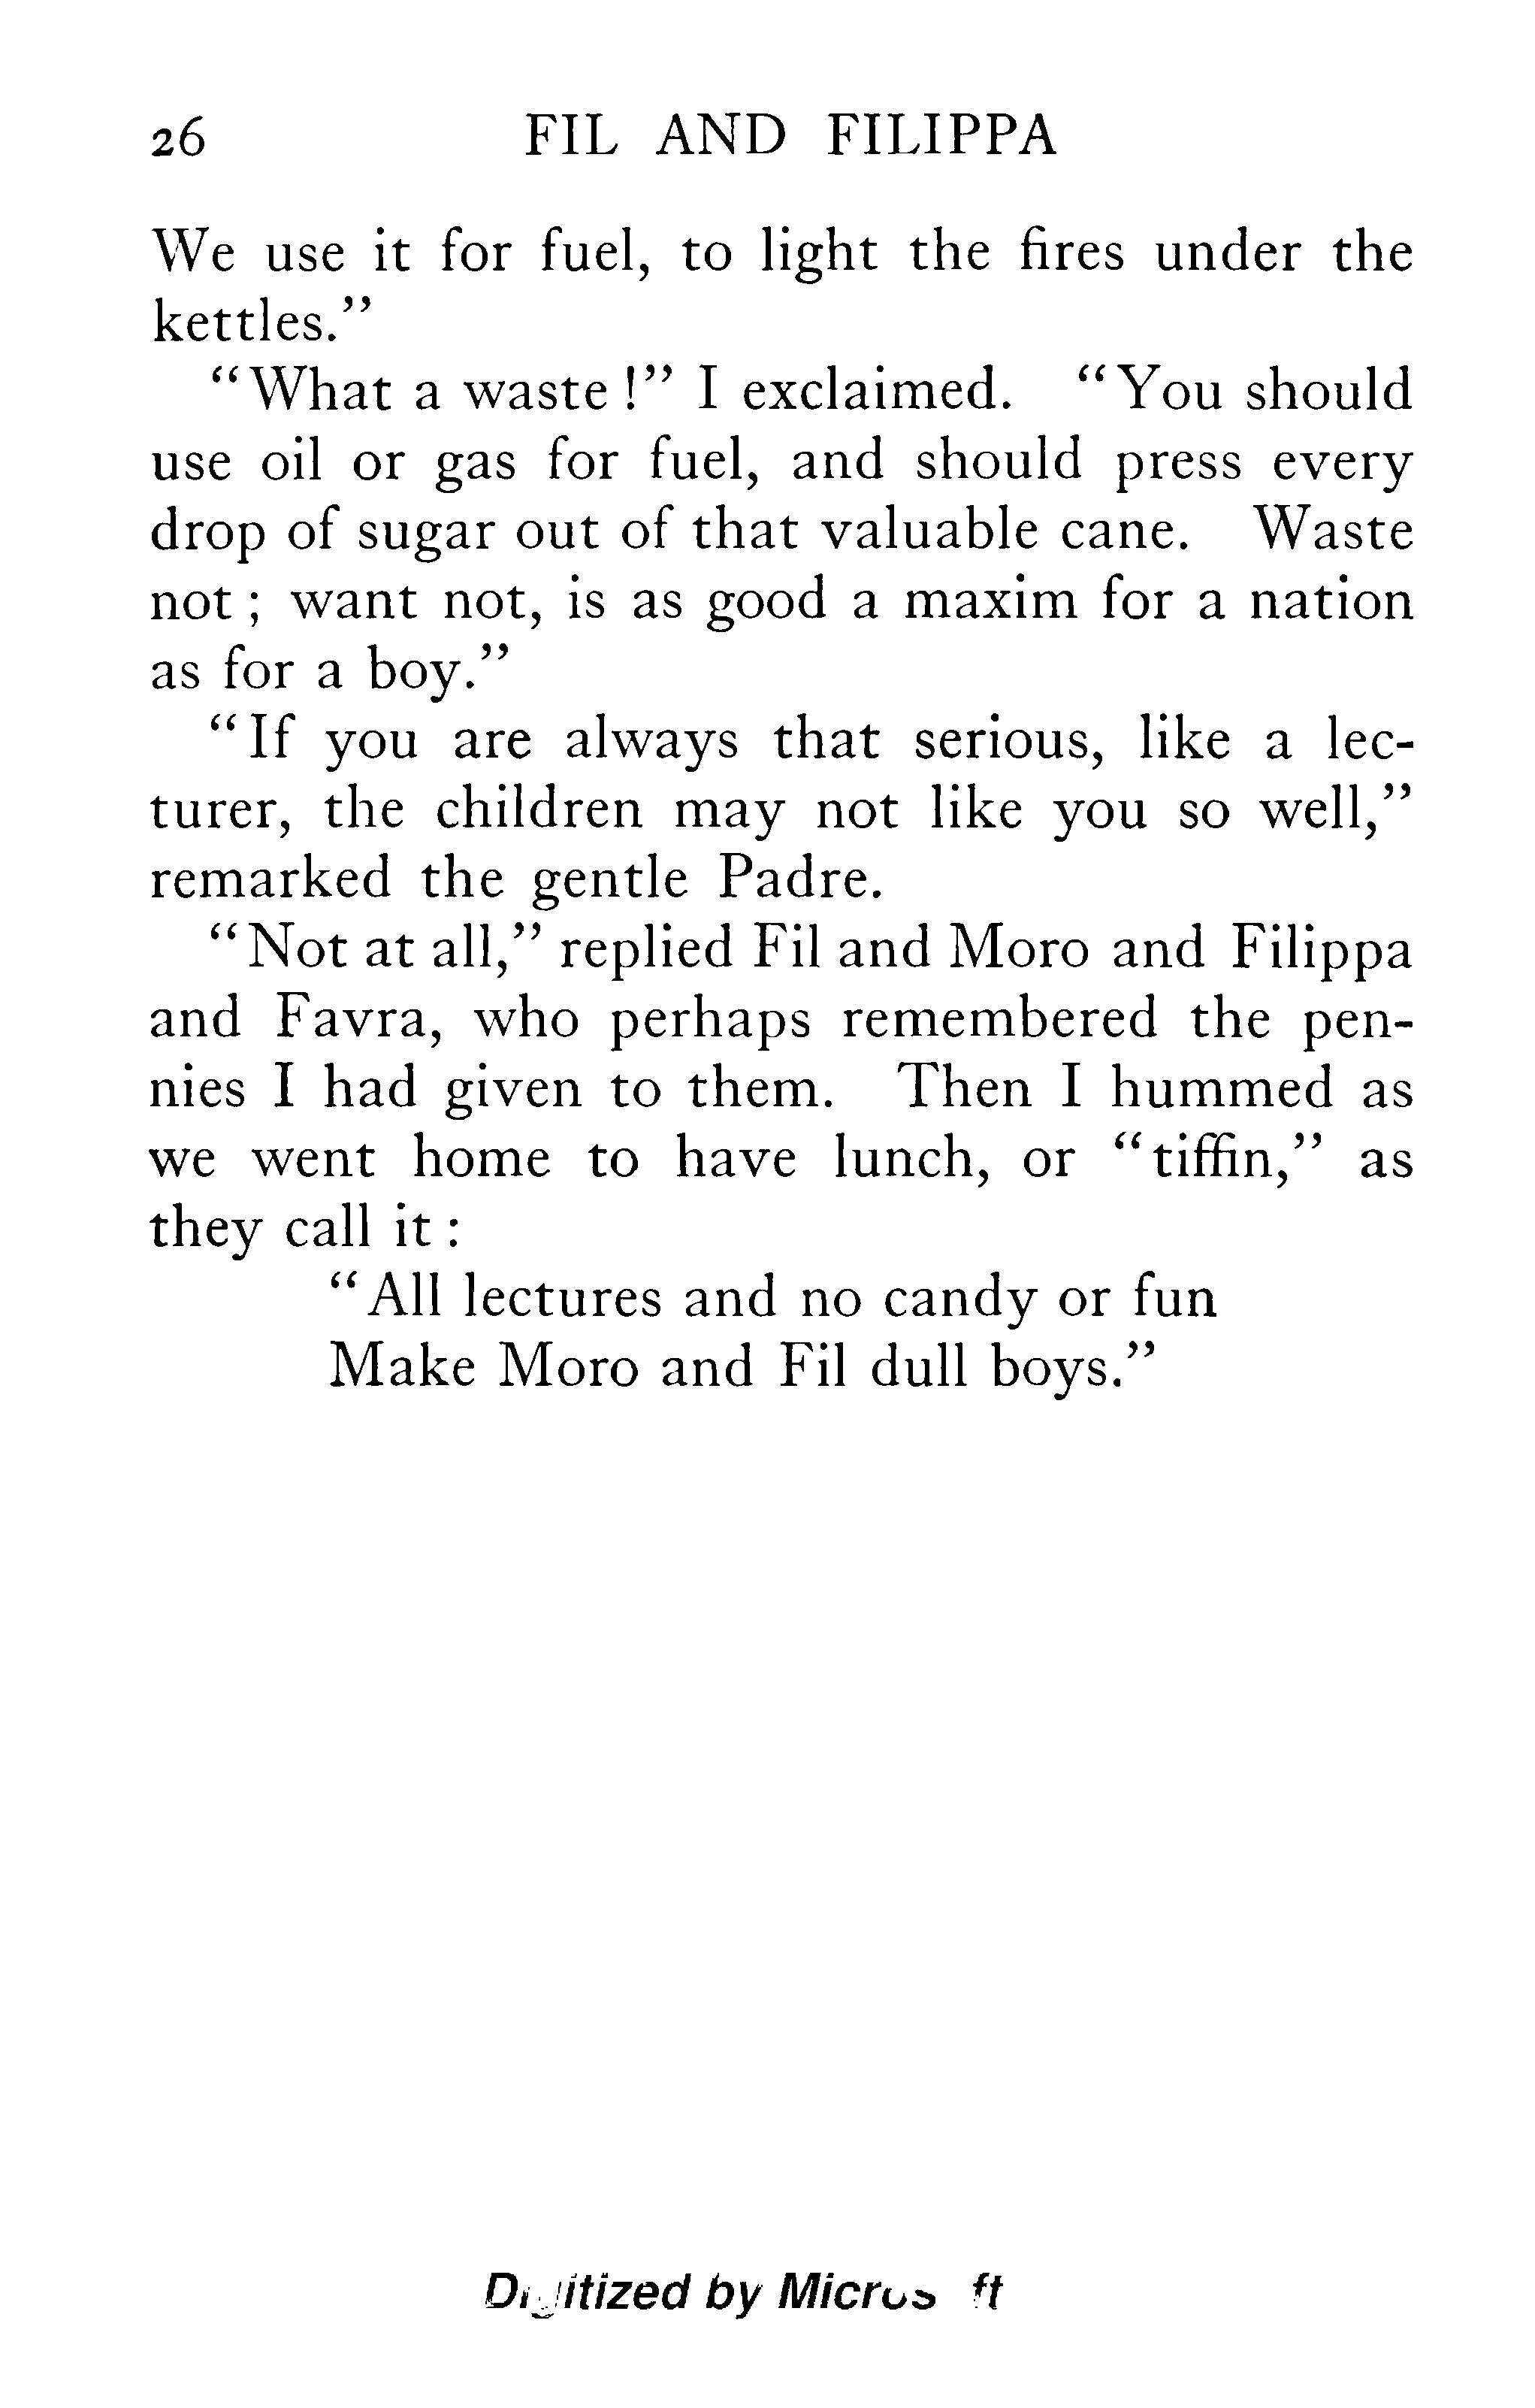 26 FIL AND FILIPPA
We use it for fuel, to light the fires under the
kettles.”
“What a waste !” I exclaimed. “You should
use oil or gas for fuel, and should press every
drop of sugar out of that valuable cane. Waste
not ; want not, is as good a maxim for a nation
as for a boy.”
“If you are always that serious, like a lec-
turer, the children may not like you so well,”
remarked the gentle Padre.
“Not at all,” replied Fil and Moro and Filippa
and Favra, who perhaps remembered the pen-
nies I had given to them. Then I hummed as
we went home to have lunch, or “tiffin,” as
they call it :
“All lectures and no candy or fun
Make Moro and Fil dull boys.”
Digitized by